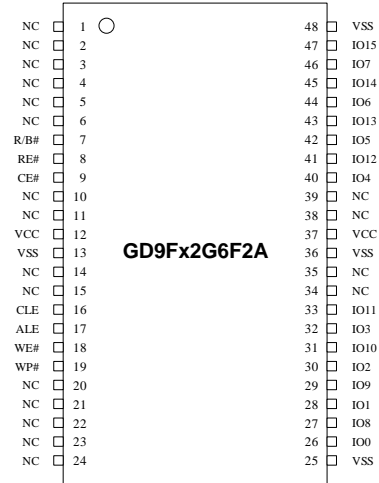 NC 1 48 VSS
NC 2 47 IO15
NC 3 46 IO7
NC 4 45 IO14
NC 5 44 IO6
NC 6 43 IO13
R/B# 7 42 IO5
RE# 8 41 IO12
CE# 9 40 IO4
NC 10 39 NC
NC 11 38 NC
VCC 12 37 VCC
VSS 13 GD9Fx2G6F2A 36 VSS
NC 14 35 NC
NC 15 34 NC
CLE 16 33 IO11
ALE 17 32 IO3
WE# 18 31 IO10
WP# 19 30 IO2
NC 20 29 IO9
NC 21 28 IO1
NC 22 27 IO8
NC 23 26 IO0
NC 24 25 VSS